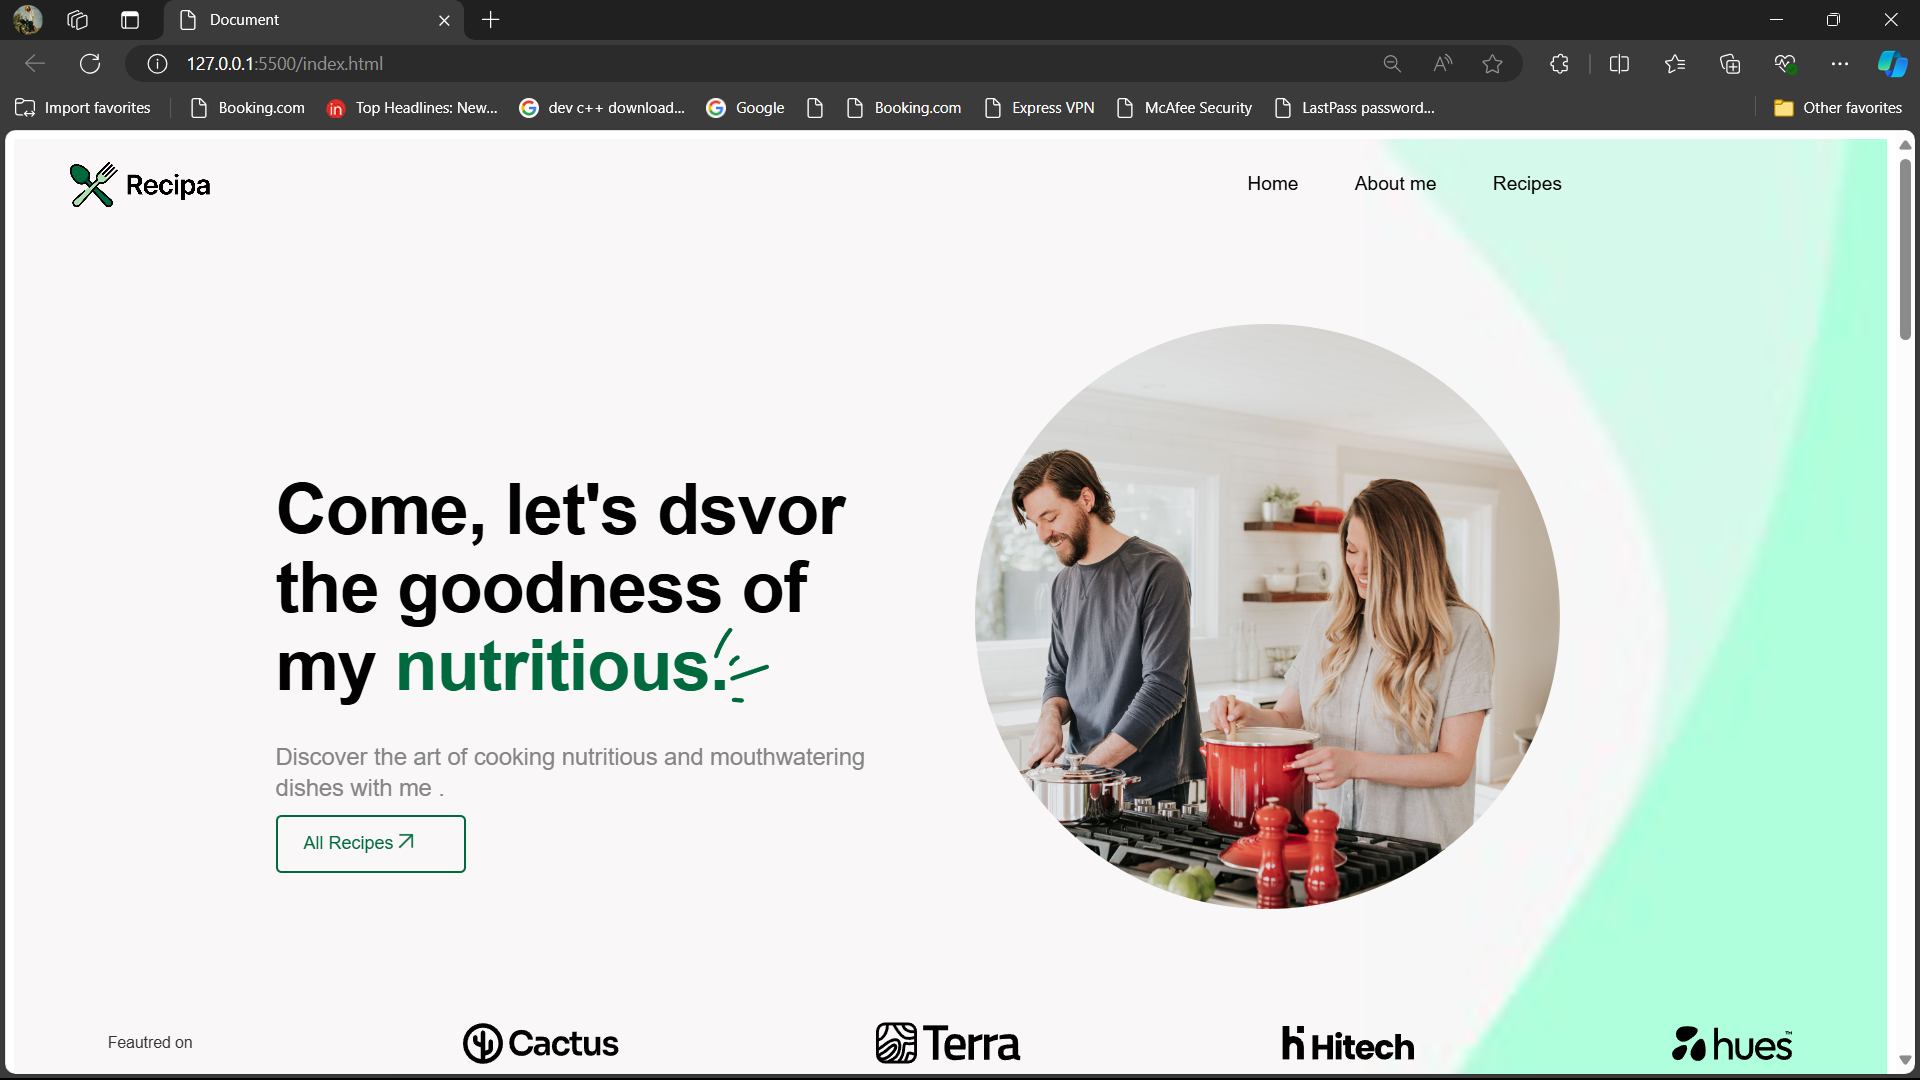 Document
127.0.0.1:5500/index.html
Import favorites
Booking.com
Top Headlines: New...
dev c++ download...
Google
Booking.com
Express VPN
McAfee Security
LastPass password...
Other favorites
Recipa
Home
About me
Recipes
Come, let's dsvor
the goodness of
my nutritious.
Discover the art of cooking nutritious and mouthwatering
dishes with me .
All Recipes
Feautred on
Cactus
Terra
Hitech
hues™